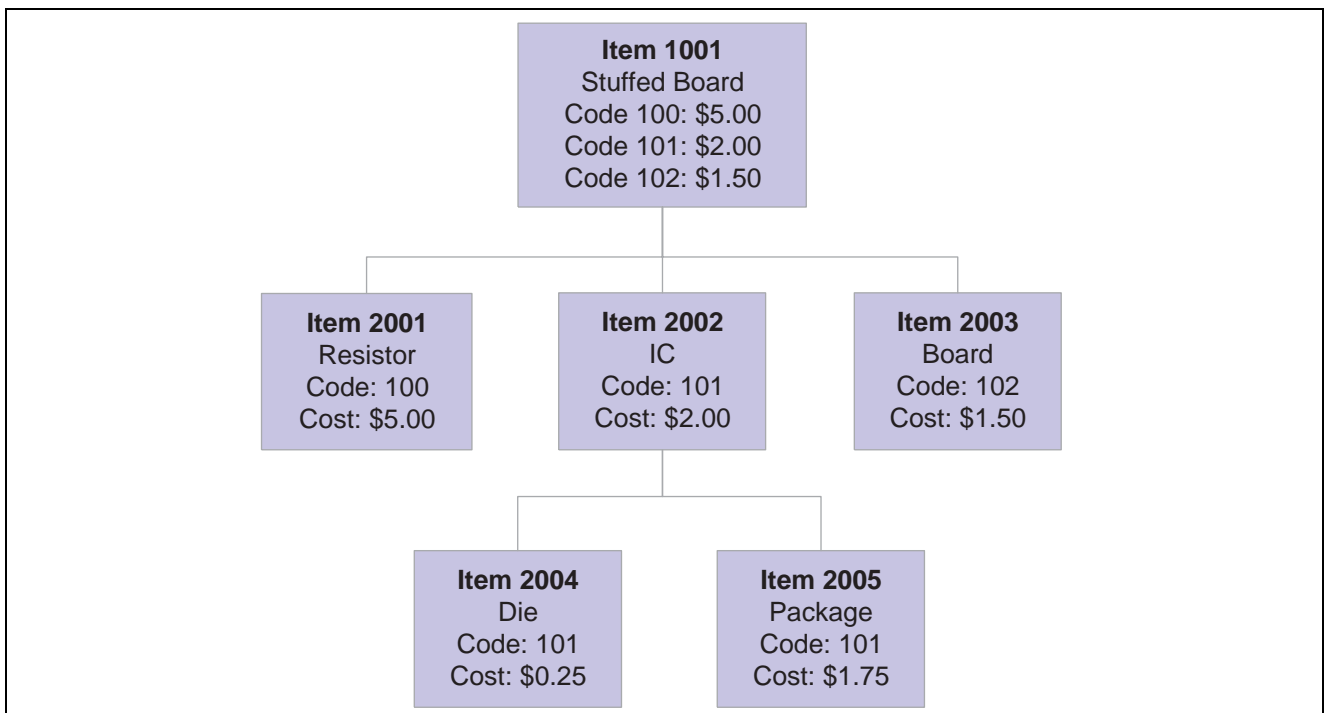 Item 1001
Stuffed Board
Code 100: $5.00
Code 101: $2.00
Code 102: $1.50
Item 2001
Resistor
Code: 100
Cost: $5.00
Item 2002
IC
Code: 101
Cost: $2.00
Item 2003
Board
Code: 102
Cost: $1.50
Item 2004
Die
Code: 101
Cost: $0.25
Item 2005
Package
Code: 101
Cost: $1.75